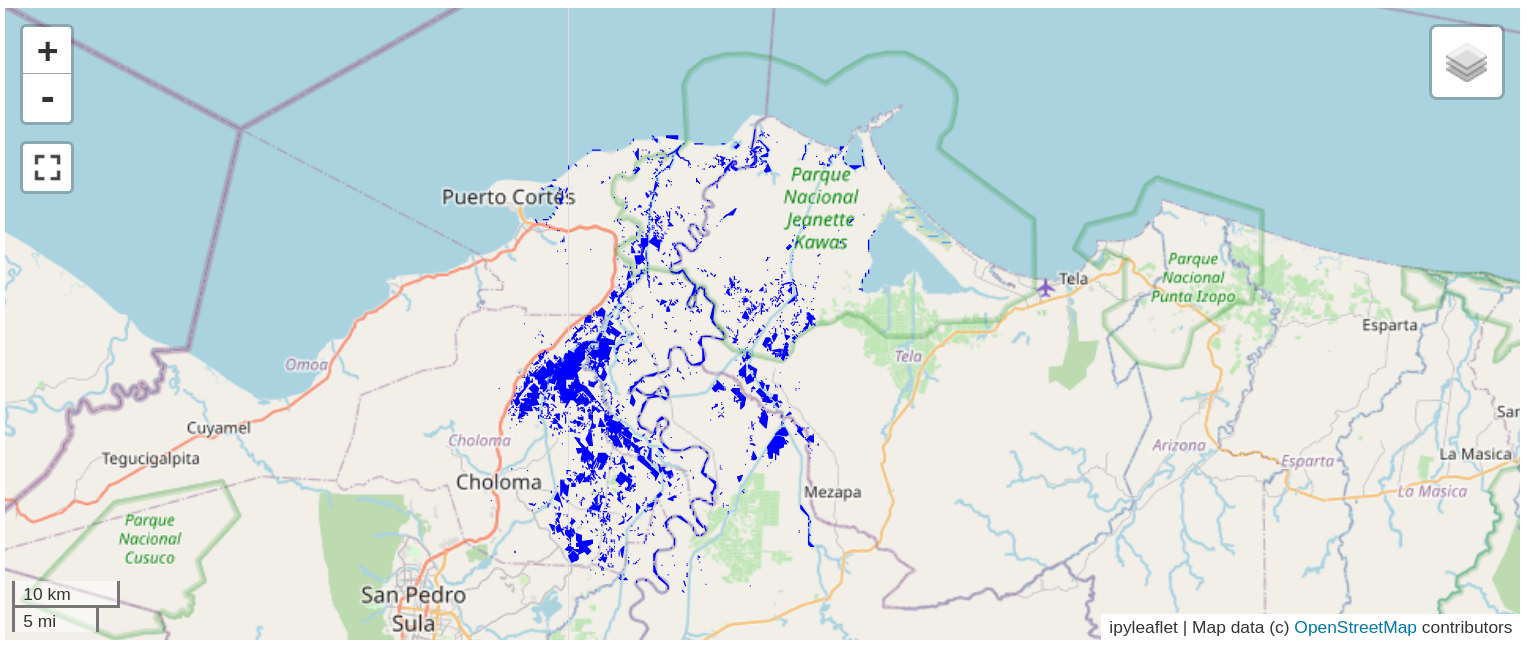 +
-
Puerto Cortés
Parque
Nacional
Jeanette
Kawas
Tela
Parque
Nacional
Punta Izopo
Esparta
Omoa
Tela
Cuyamel
Choloma
Tegucigalpita
Choloma
Arizona
Esparta
San
La Masica
La Masica
Mezapa
Parque
Nacional
Cusuco
San Pedro
Sula
10 km
5 mi
ipyleaflet | Map data (c) OpenStreetMap contributors